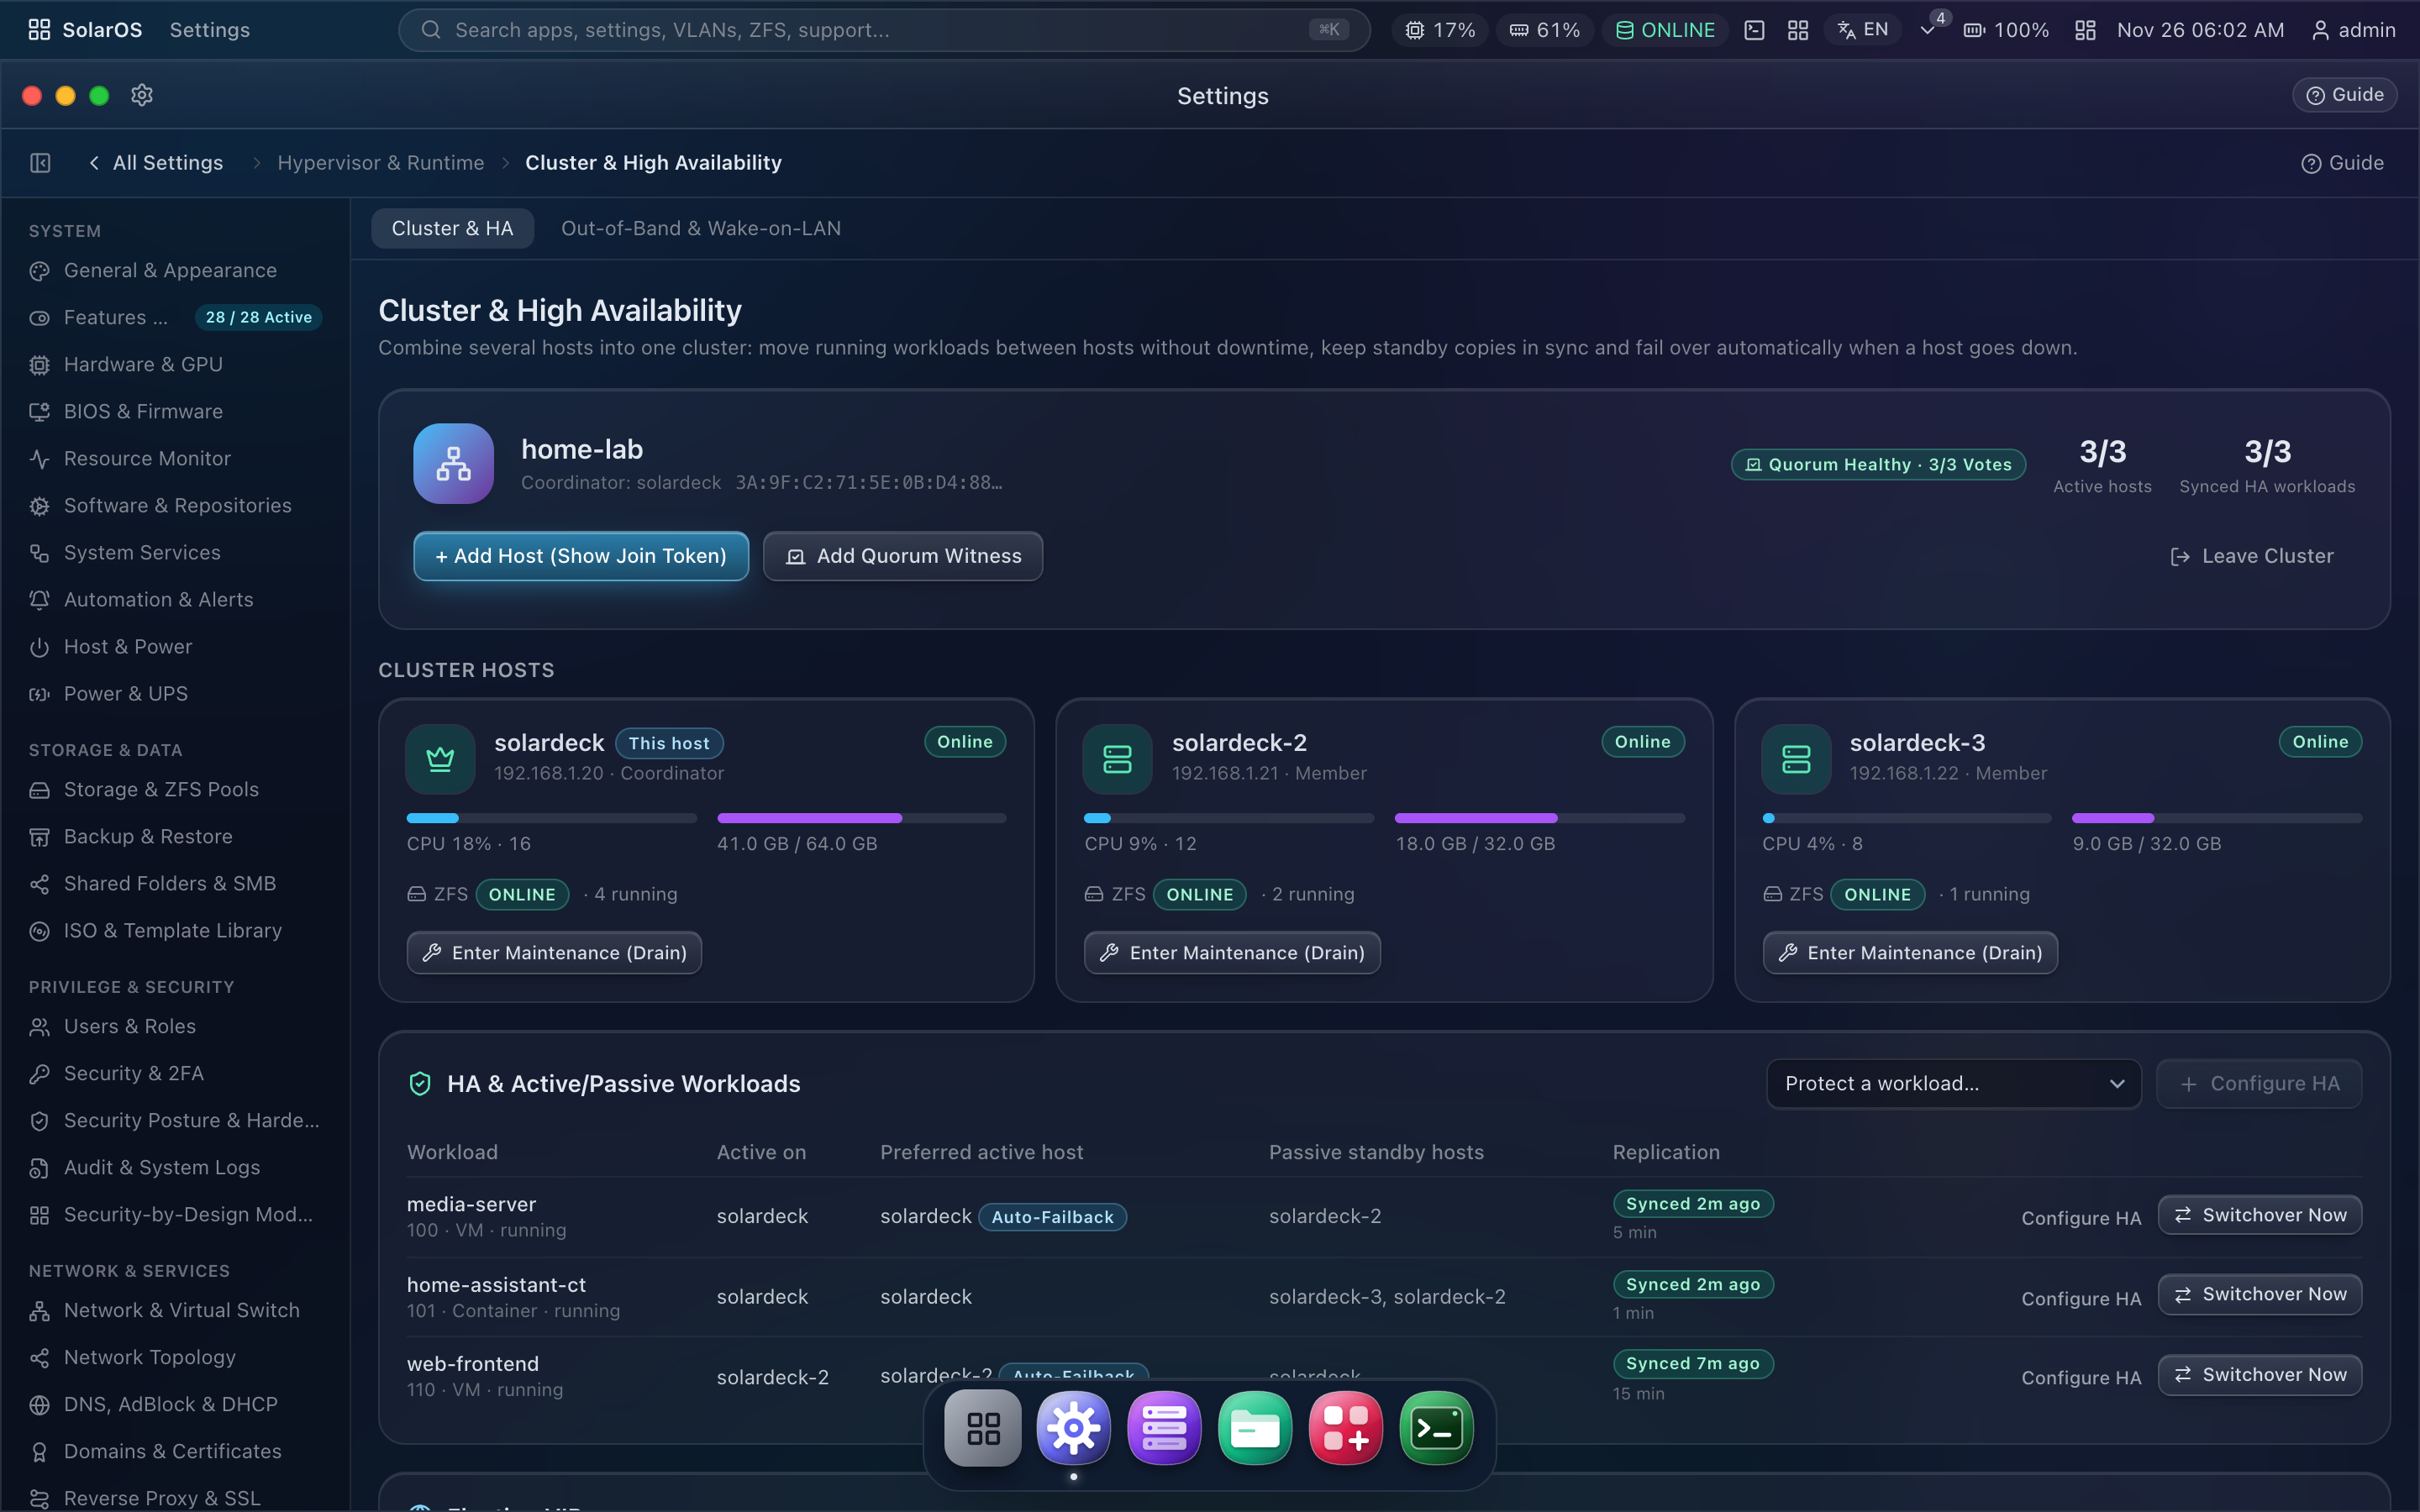 SolarOS Settings Search apps, settings, VLANs, ZFS, support... ⌘K 17% 61% ONLINE EN 4 100% Nov 26 06:02 AM admin
Settings Guide
All Settings Hypervisor & Runtime Cluster & High Availability Guide
SYSTEM
General & Appearance
Features ... 28 / 28 Active
Hardware & GPU
BIOS & Firmware
Resource Monitor
Software & Repositories
System Services
Automation & Alerts
Host & Power
Power & UPS
STORAGE & DATA
Storage & ZFS Pools
Backup & Restore
Shared Folders & SMB
ISO & Template Library
PRIVILEGE & SECURITY
Users & Roles
Security & 2FA
Security Posture & Harde...
Audit & System Logs
Security-by-Design Mod...
NETWORK & SERVICES
Network & Virtual Switch
Network Topology
DNS, AdBlock & DHCP
Domains & Certificates
Reverse Proxy & SSL
Cluster & HA Out-of-Band & Wake-on-LAN
Cluster & High Availability
Combine several hosts into one cluster: move running workloads between hosts without downtime, keep standby copies in sync and fail over automatically when a host goes down.
home-lab
Coordinator: solardeck 3A:9F:C2:71:5E:0B:D4:88...
Quorum Healthy · 3/3 Votes
3/3
Active hosts
3/3
Synced HA workloads
+ Add Host (Show Join Token) Add Quorum Witness Leave Cluster
CLUSTER HOSTS
solardeck This host Online
192.168.1.20 · Coordinator
CPU 18% · 16 41.0 GB / 64.0 GB
ZFS ONLINE · 4 running
Enter Maintenance (Drain)
solardeck-2 Online
192.168.1.21 · Member
CPU 9% · 12 18.0 GB / 32.0 GB
ZFS ONLINE · 2 running
Enter Maintenance (Drain)
solardeck-3 Online
192.168.1.22 · Member
CPU 4% · 8 9.0 GB / 32.0 GB
ZFS ONLINE · 1 running
Enter Maintenance (Drain)
HA & Active/Passive Workloads Protect a workload... + Configure HA
Workload Active on Preferred active host Passive standby hosts Replication
media-server solardeck solardeck Auto-Failback solardeck-2 Synced 2m ago Configure HA Switchover Now
100 · VM · running 5 min
home-assistant-ct solardeck solardeck solardeck-3, solardeck-2 Synced 2m ago Configure HA Switchover Now
101 · Container · running 1 min
web-frontend solardeck-2 solardeck-2 Auto-Failback solardeck Synced 7m ago Configure HA Switchover Now
110 · VM · running 15 min